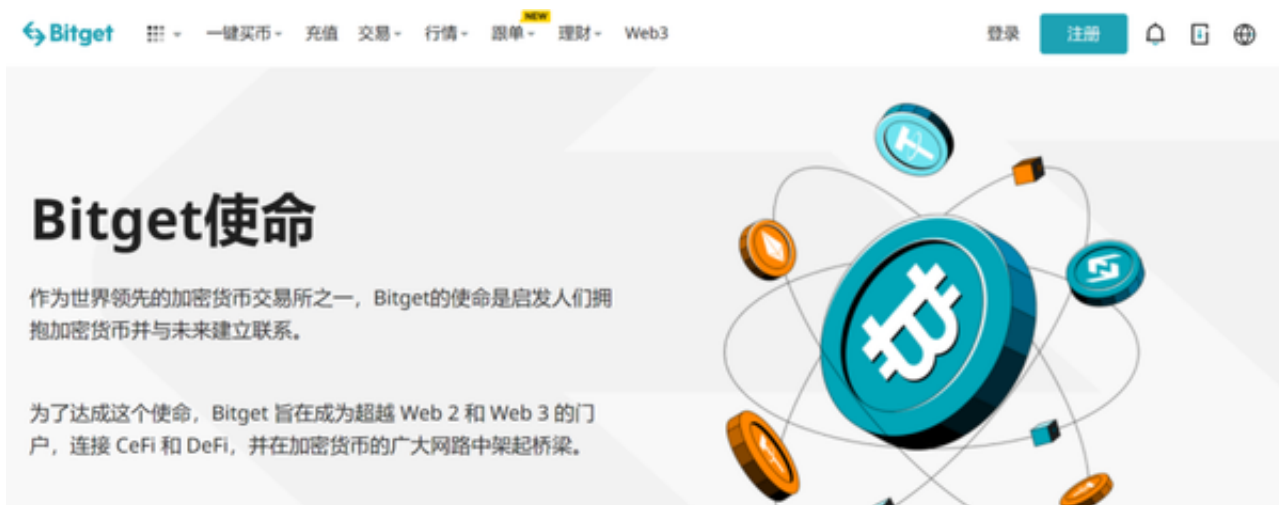 Bitget
一键买币
充值
交易
行情
跟单
NEW
理财
Web3
登录
注册
Bitget使命
作为世界领先的加密货币交易所之一，Bitget的使命是启发人们拥
抱加密货币并与未来建立联系。
为了达成这个使命，Bitget 旨在成为超越 Web 2 和 Web 3 的门
户，连接 CeFi 和 DeFi，并在加密货币的广大网路中架起桥梁。